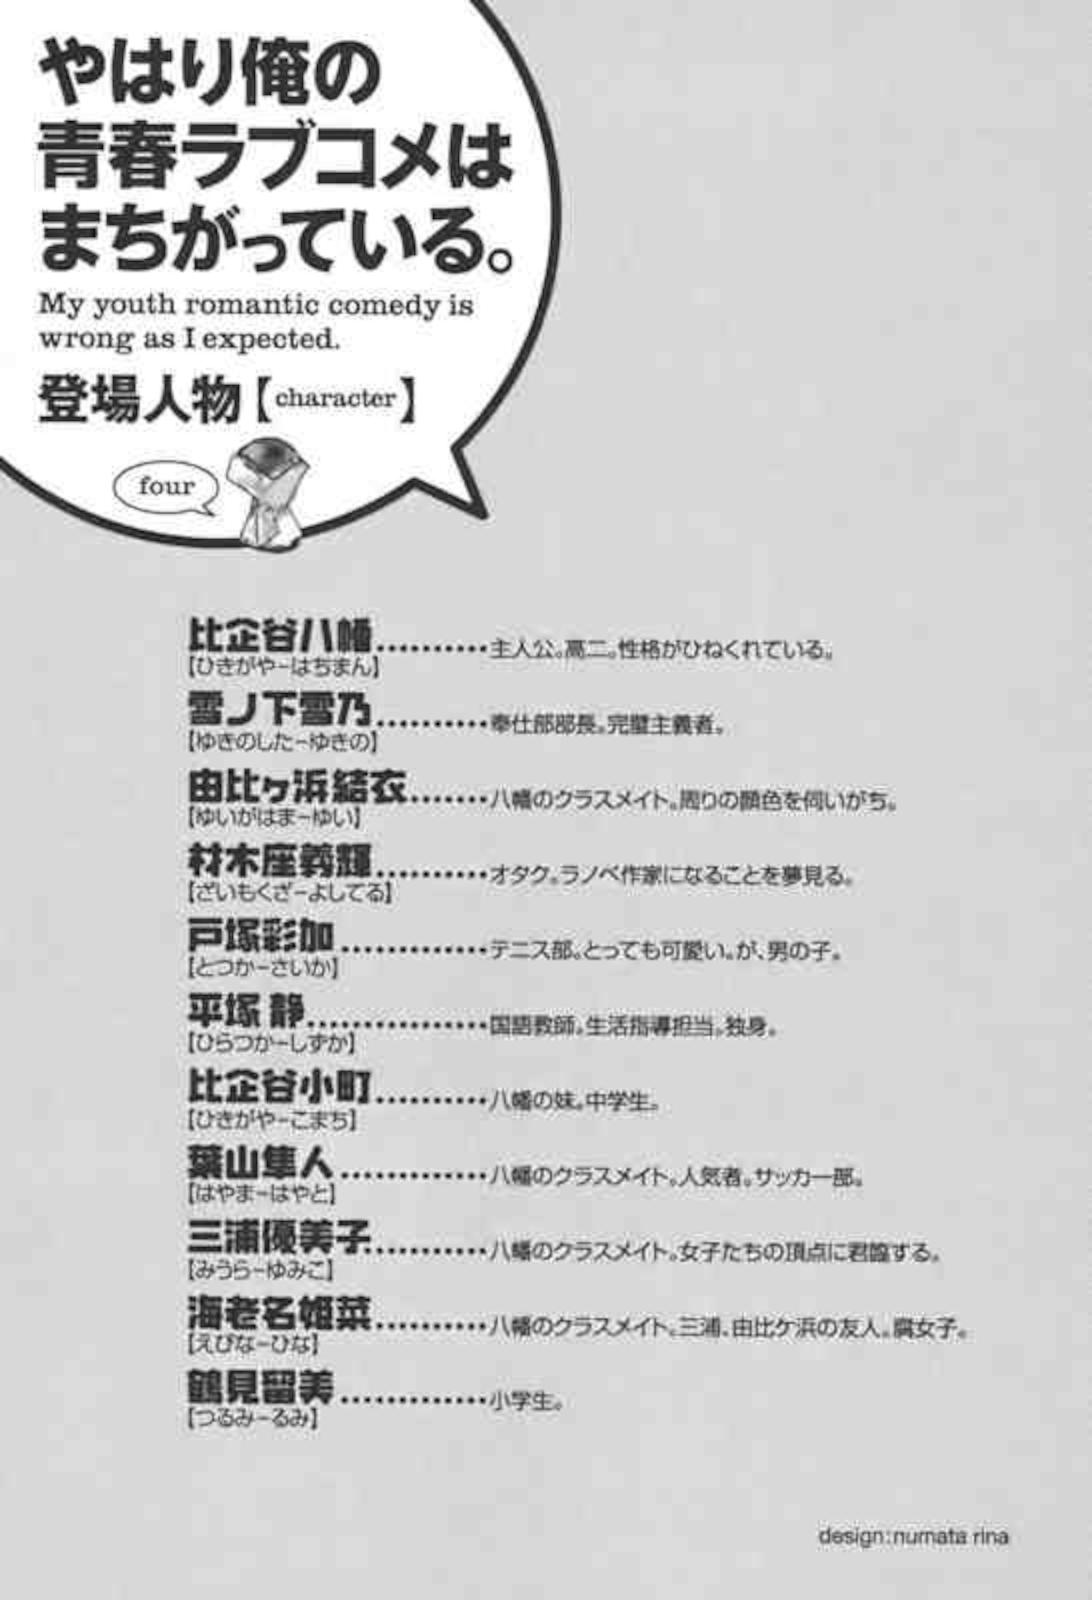 やはり俺の
青春ラブコメは
まちがっている。
My youth romantic comedy is
wrong as I expected.
登場人物【character】
four
比企谷八幡..........主人公。高二。性格がひねくれている。
【ひきがや−はちまん】
雪ノ下雪乃..........奉仕部部長。完璧主義者。
【ゆきのした−ゆきの】
由比ヶ浜結衣.......八幡のクラスメイト。周りの顔色を伺いがち。
【ゆいがはま−ゆい】
材木座義輝..........オタク。ラノベ作家になることを夢見る。
【ざいもくざ−よしてる】
戸塚彩加.............テニス部。とっても可愛い。が、男の子。
【とつか−さいか】
平塚 静................国語教師。生活指導担当。独身。
【ひらつか−しずか】
比企谷小町..........八幡の妹。中学生。
【ひきがや−こまち】
葉山隼人.............八幡のクラスメイト。人気者。サッカー部。
【はやま−はやと】
三浦優美子...........八幡のクラスメイト。女子たちの頂点に君臨する。
【みうら−ゆみこ】
海老名姫菜..........八幡のクラスメイト。三浦、由比ケ浜の友人。腐女子。
【えびな−ひな】
鶴見留美.............小学生。
【つるみ−るみ】
design:numata rina